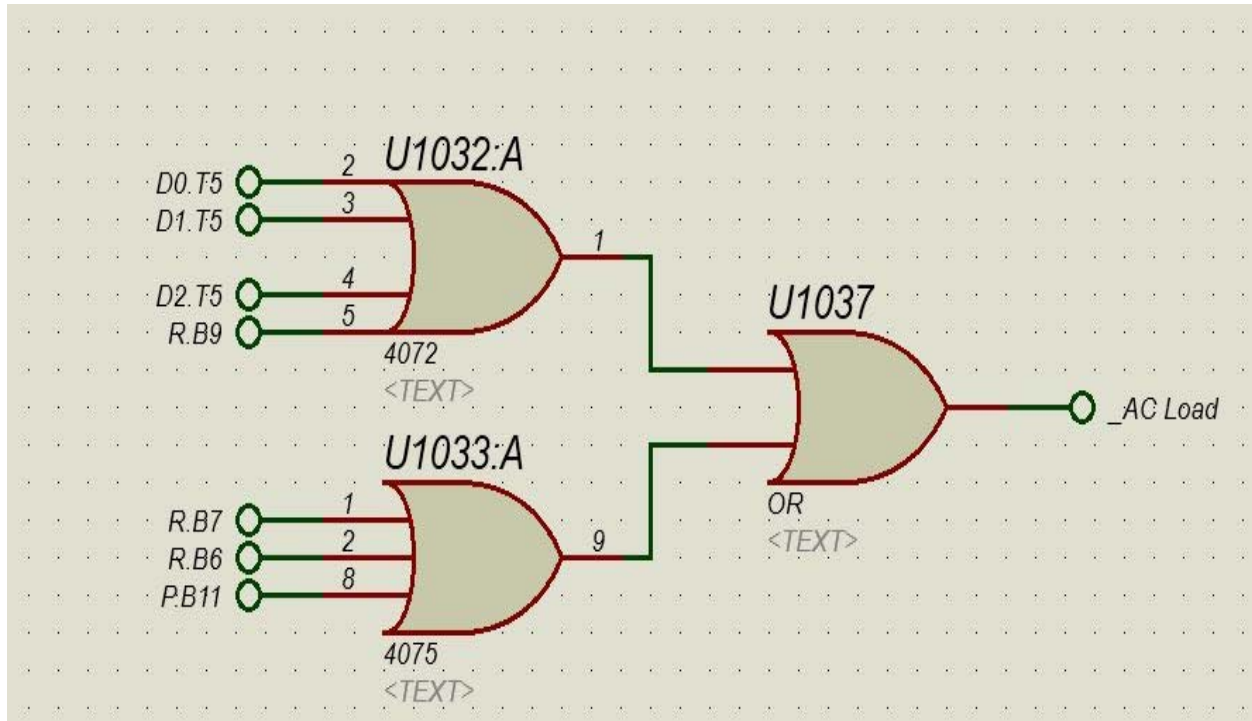 U1032:A
D0.T5
2
D1.T5
3
1
D2.T5
4
R.B9
5
4072
<TEXT>
U1037
_AC Load
OR
<TEXT>
U1033:A
R.B7
1
R.B6
2
9
P.B11
8
4075
<TEXT>